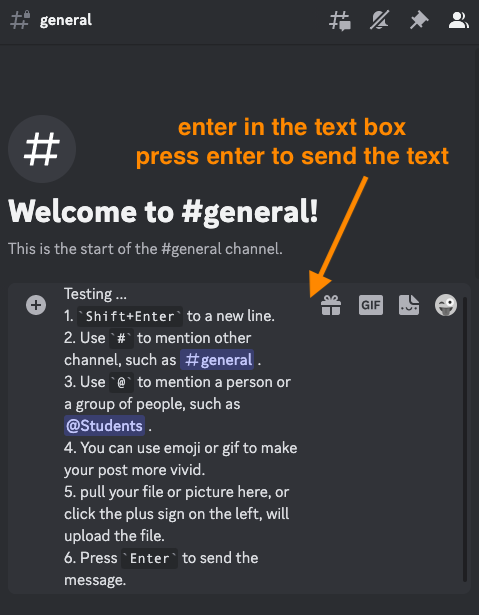 # general
enter in the text box
press enter to send the text
#
Welcome to #general!
This is the start of the #general channel.
Testing ...
1. `Shift+Enter` to a new line.
GIF
2. Use `#` to mention other
channel, such as #general .
3. Use `@` to mention a person or
a group of people, such as
@Students .
4. You can use emoji or gif to make
your post more vivid.
5. pull your file or picture here, or
click the plus sign on the left, will
upload the file.
6. Press `Enter` to send the
message.